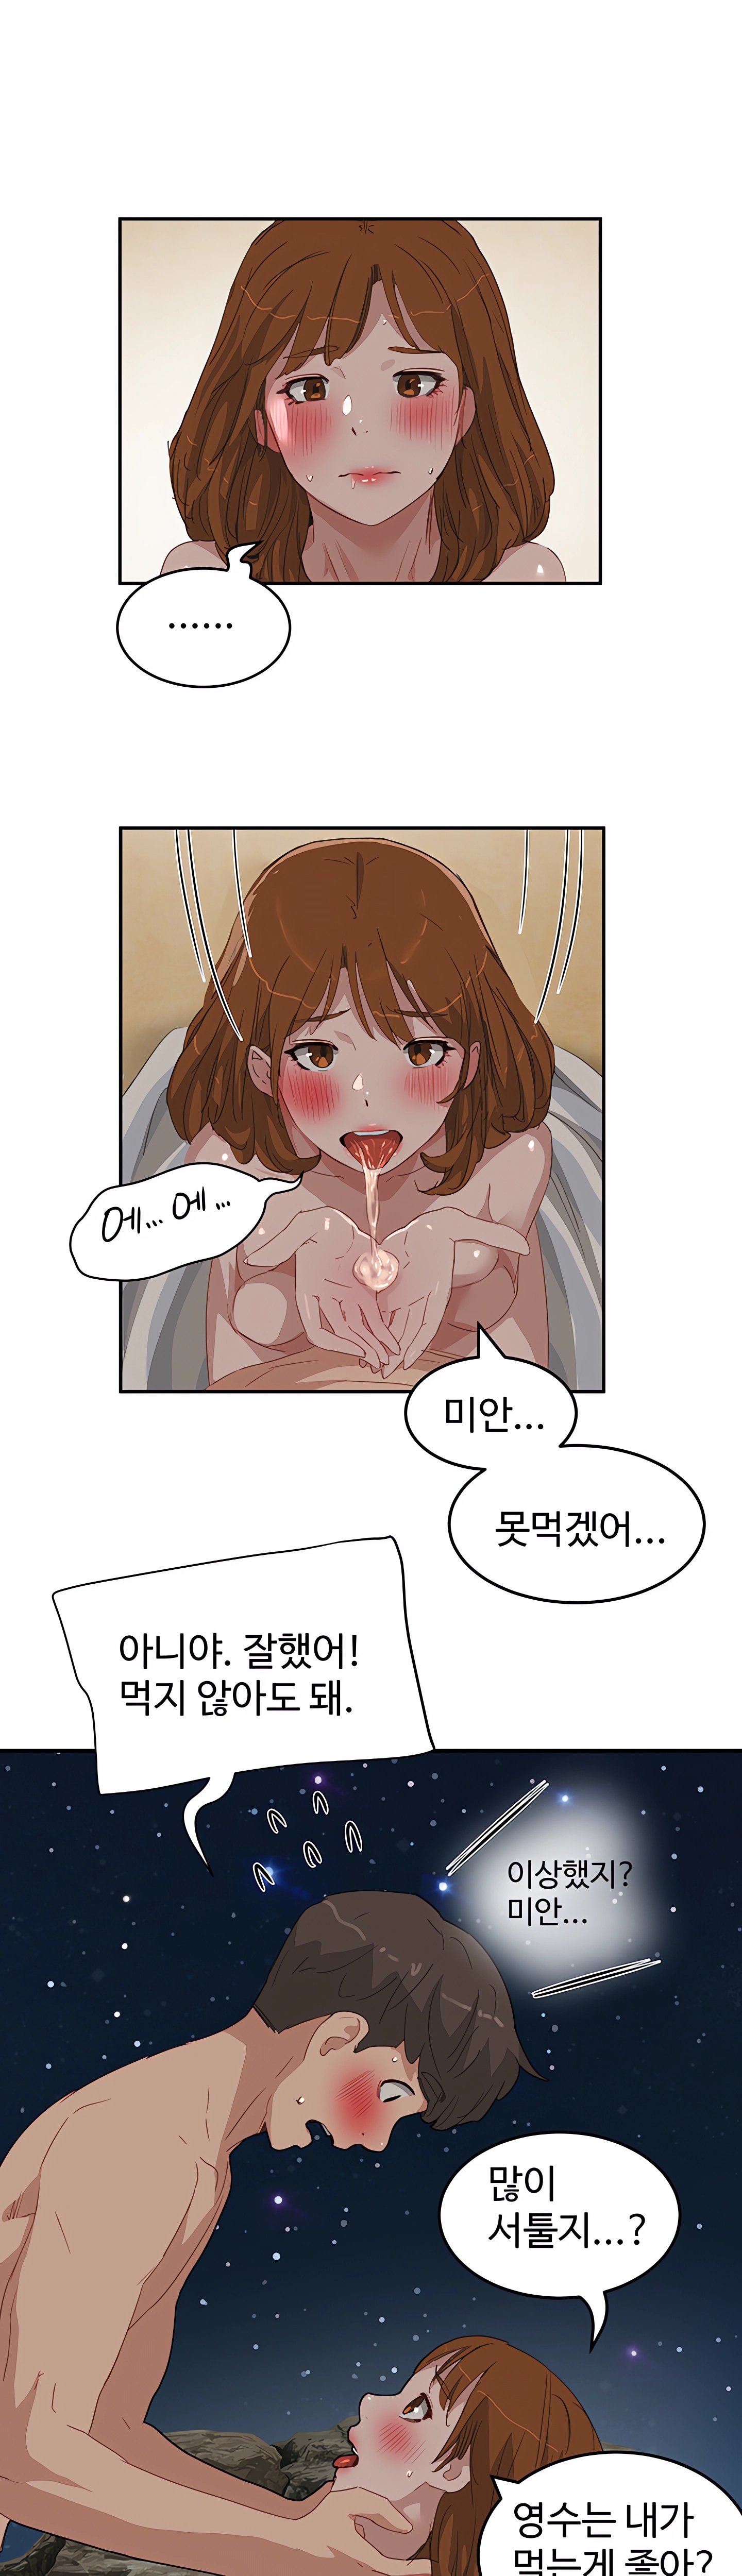 ......
에... 에...
미안...
못먹겠어...
아니야. 잘했어!
먹지 않아도 돼.
이상했지?
미안...
많이
서툴지...?
영수는 내가
먹는게 좋아?